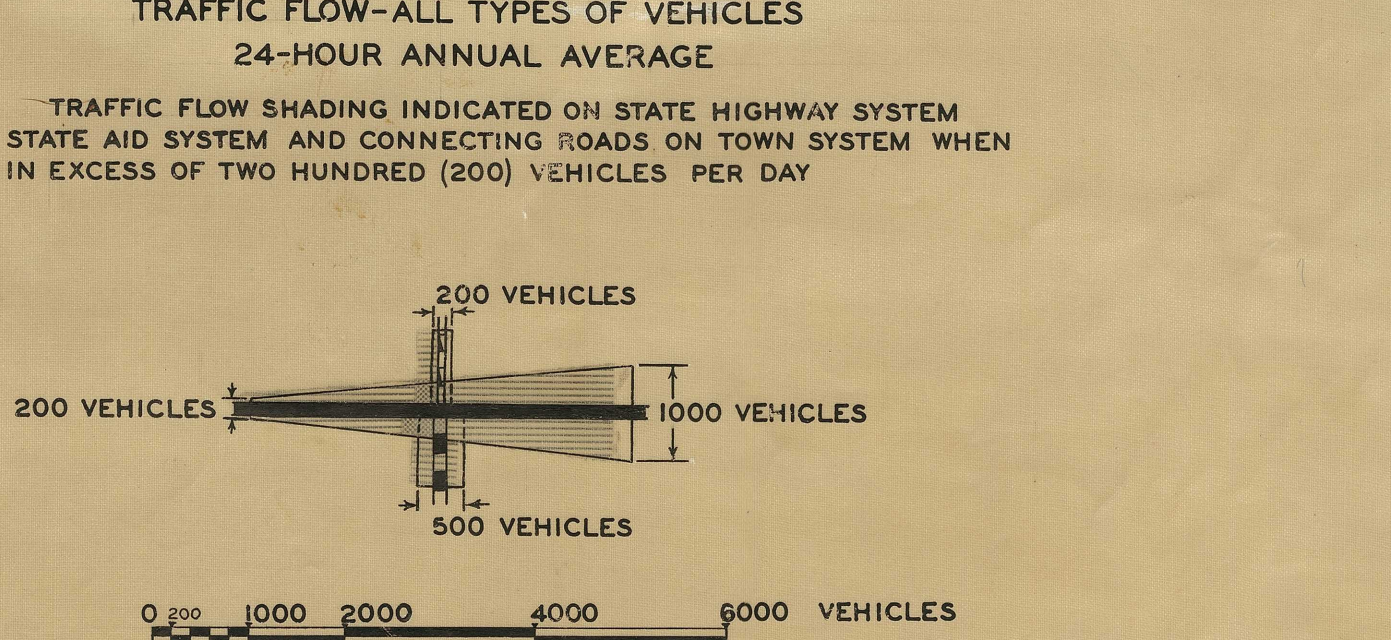 TRAFFIC FLOW-ALL TYPES OF VEHICLES
24-HOUR ANNUAL AVERAGE
TRAFFIC FLOW SHADING INDICATED ON STATE HIGHWAY SYSTEM
STATE AID SYSTEM AND CONNECTING ROADS ON TOWN SYSTEM WHEN
IN EXCESS OF TWO HUNDRED (200) VEHICLES PER DAY
200 VEHICLES
200 VEHICLES
1000 VEHICLES
500 VEHICLES
0 200 1000 2000 4000 6000 VEHICLES